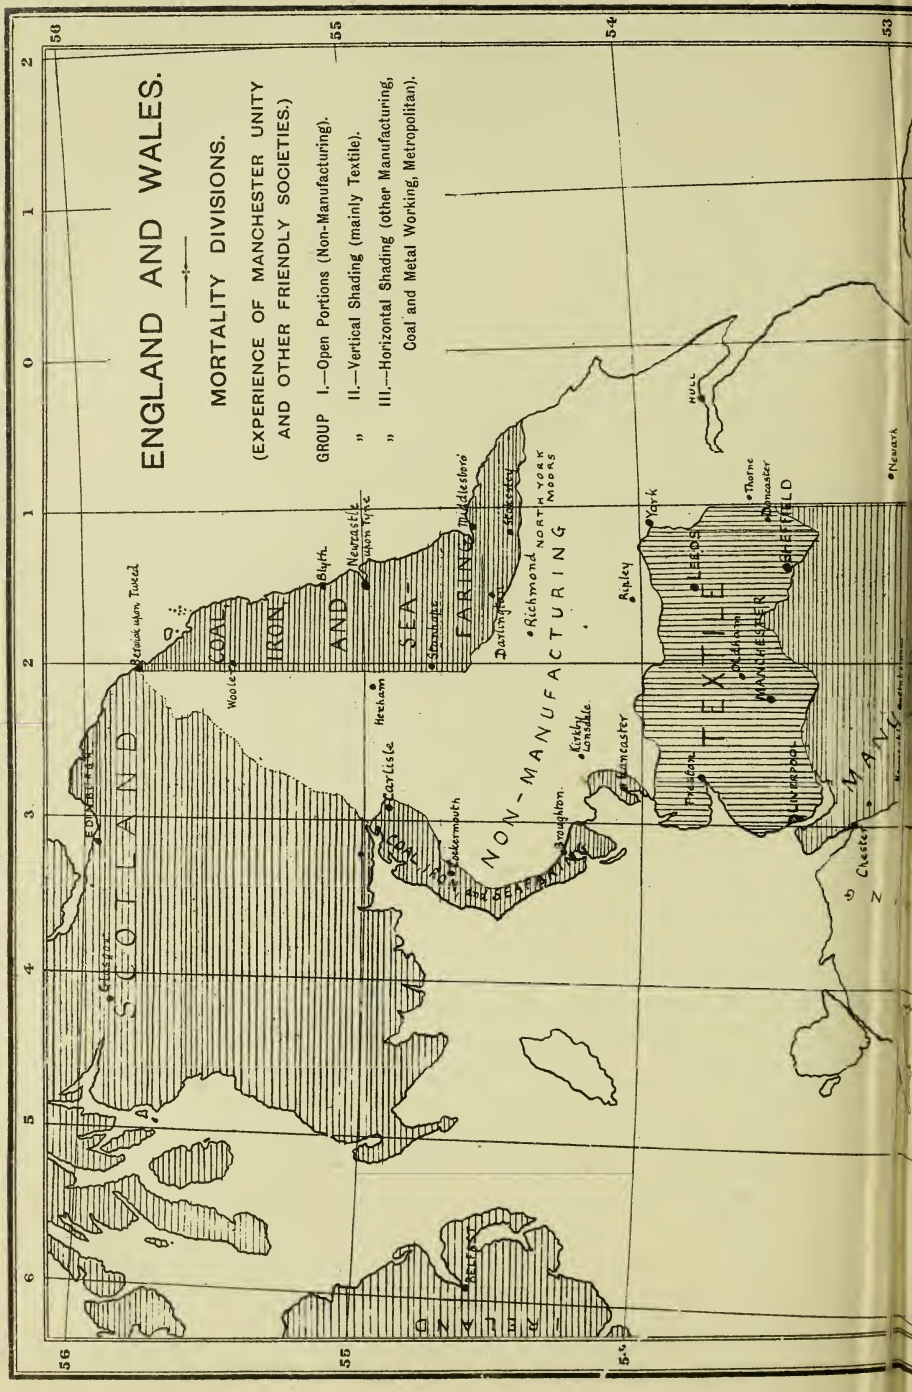 ENGLAND AND WALES.
MORTALITY DIVISIONS.
(EXPERIENCE OF MANCHESTER UNITY
AND OTHER FRIENDLY SOCIETIES.)
GROUP I.—Open Portions (Non-Manufacturing).
„ II.—Vertical Shading (mainly Textile).
„ III.—Horizontal Shading (other Manufacturing,
Coal and Metal Working, Metropolitan).
56
55
54
53
2
1
0
1
2
3
4
5
6
56
55
Berwick upon Tweed
EDINBURGH
Glasgow
SCOTLAND
Wooler
COAL,
IRON,
AND
SEA-
FARING
Blyth
Newcastle
upon Tyne
Hexham
Stanhope
Carlisle
Cockermouth
COAL IRON and SEAFARING
Broughton
Middlesboro'
Stokesley
Darlington
Richmond
NORTH YORK
MOORS
NON-MANUFACTURING
Kirkby
Lonsdale
Lancaster
Ripley
York
LEEDS
TEXTILE
Preston
Oldham
MANCHESTER
LIVERPOOL
HULL
Thorne
Doncaster
SHEFFIELD
Newark
Chester
MANU
N G
BELFAST
IRELAND